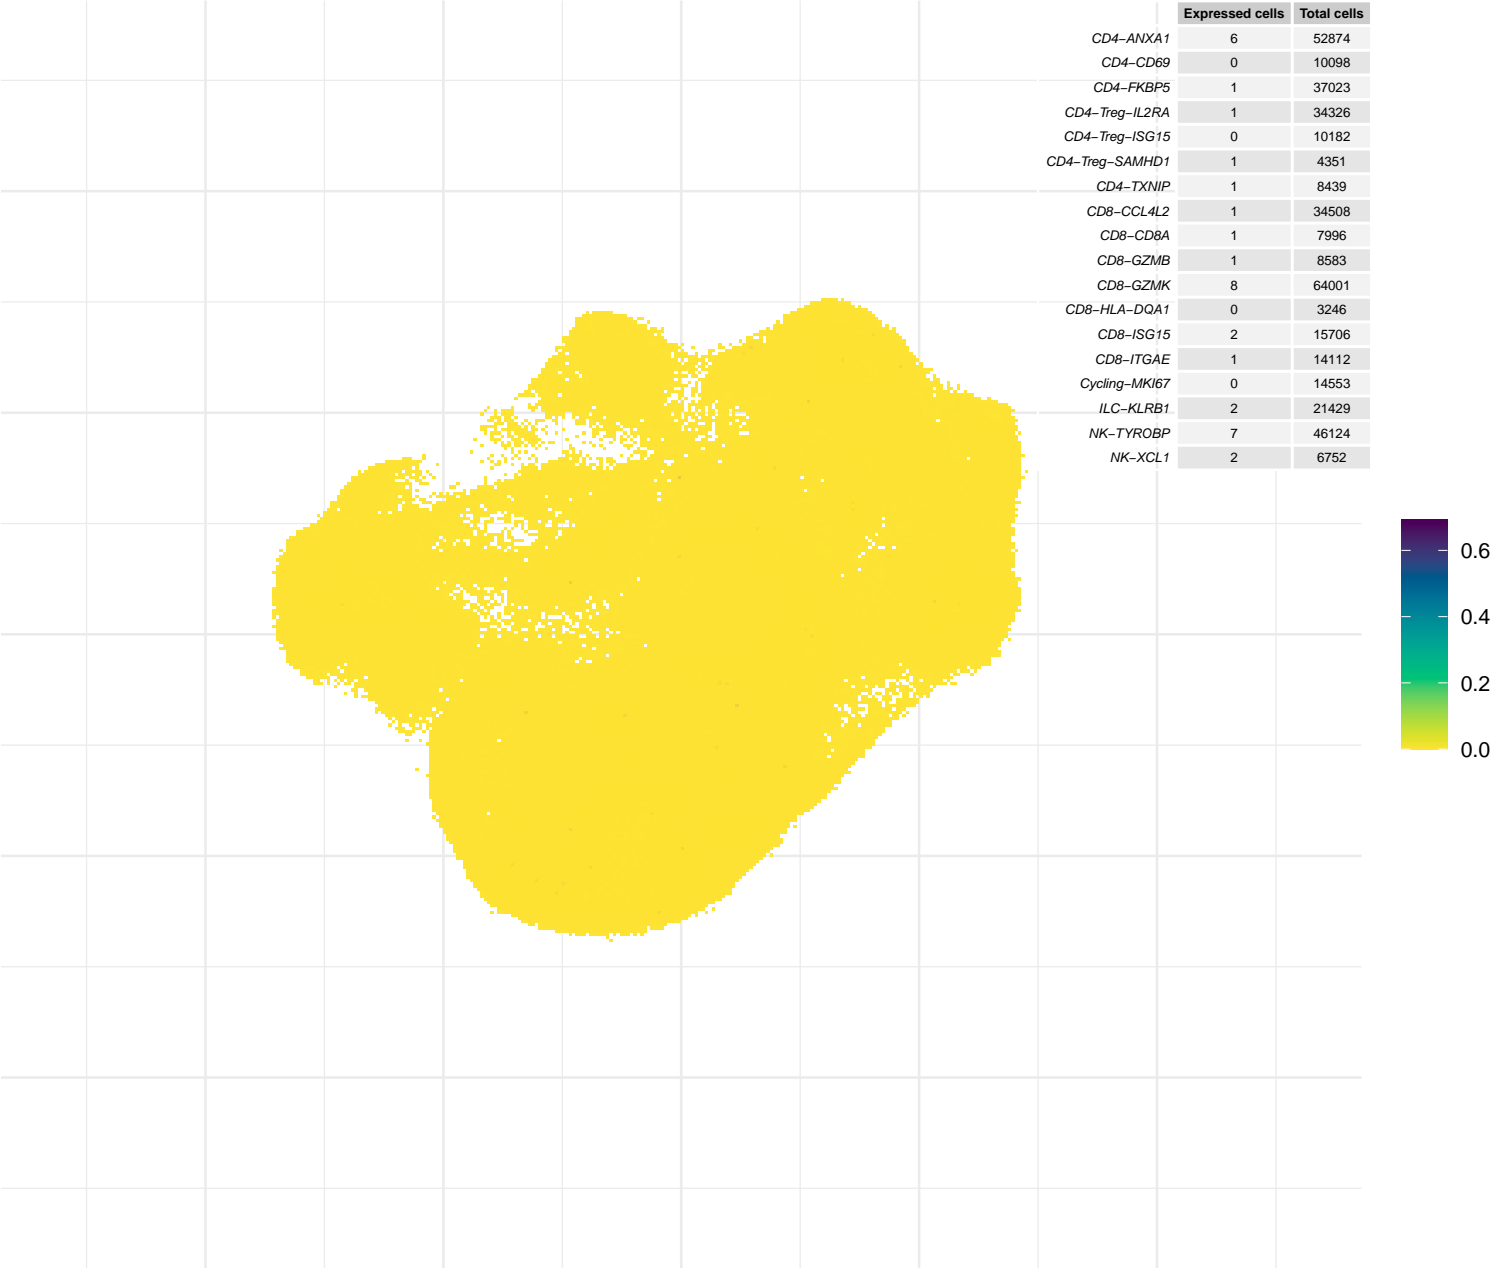 Expressed cells Total cells
CD4−ANXA1 6 52874
CD4−CD69 0 10098
CD4−FKBP5 1 37023
CD4−Treg−IL2RA 1 34326
CD4−Treg−ISG15 0 10182
CD4−Treg−SAMHD1 1 4351
CD4−TXNIP 1 8439
CD8−CCL4L2 1 34508
CD8−CD8A 1 7996
CD8−GZMB 1 8583
CD8−GZMK 8 64001
CD8−HLA−DQA1 0 3246
CD8−ISG15 2 15706
CD8−ITGAE 1 14112
Cycling−MKI67 0 14553
ILC−KLRB1 2 21429
NK−TYROBP 7 46124
NK−XCL1 2 6752
0.6
0.4
0.2
0.0